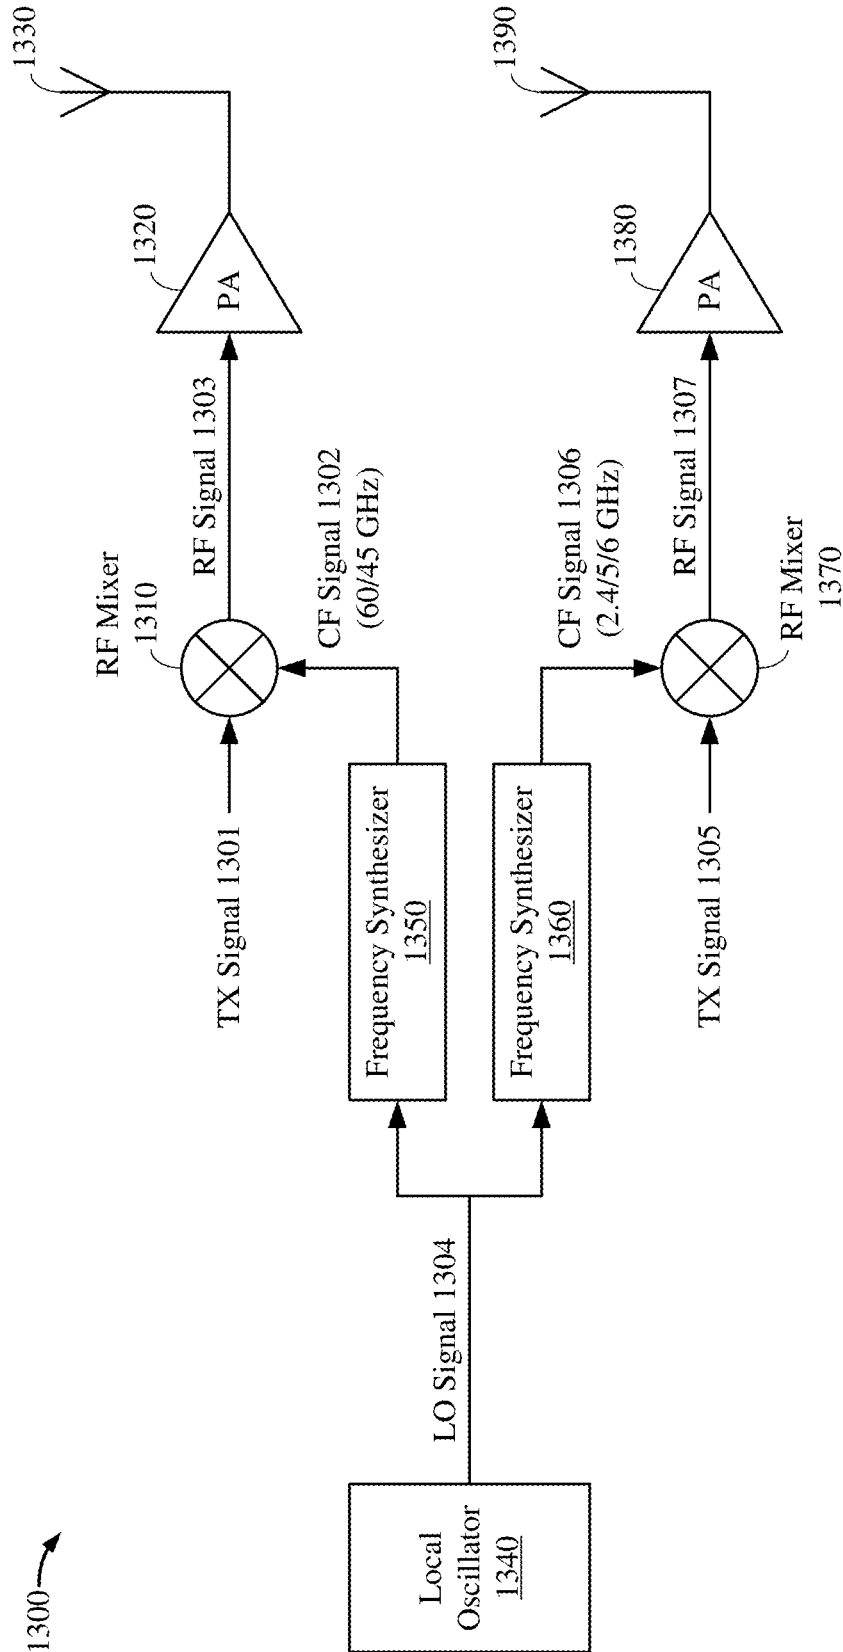 1300
1330
1320
PA
RF Signal 1303
RF Mixer
1310
CF Signal 1302
(60/45 GHz)
TX Signal 1301
Frequency Synthesizer
1350
Local
Oscillator
1340
LO Signal 1304
Frequency Synthesizer
1360
CF Signal 1306
(2.4/5/6 GHz)
TX Signal 1305
RF Mixer
1370
RF Signal 1307
PA
1380
1390